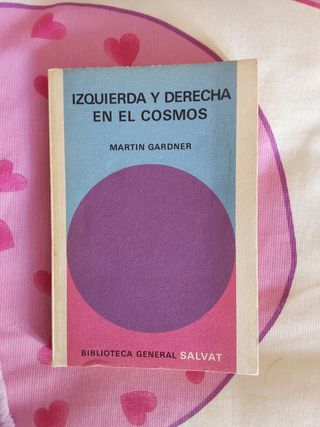 IZQUIERDA Y DERECHA
EN EL COSMOS
MARTIN GARDNER
BIBLIOTECA GENERAL SALVAT